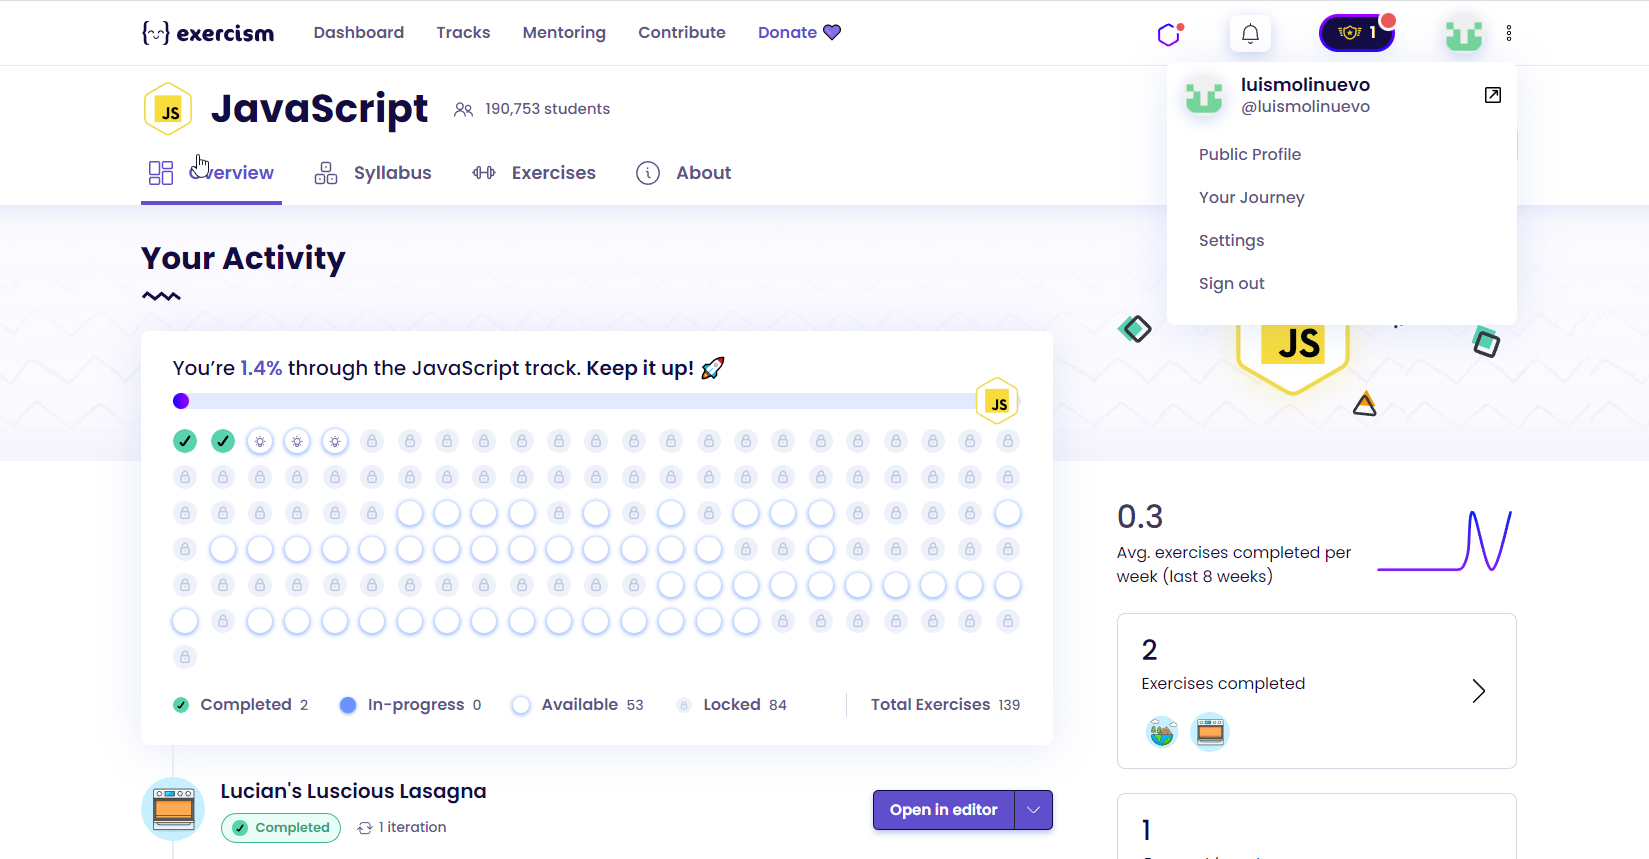 exercism
Dashboard
Tracks
Mentoring
Contribute
Donate 💜
1
JS
JavaScript
190,753 students
luismolinuevo
@luismolinuevo
Public Profile
Your Journey
Settings
Sign out
Overview
Syllabus
Exercises
About
Your Activity
JS
You're 1.4% through the JavaScript track. Keep it up! 🚀
JS
0.3
Avg. exercises completed per
week (last 8 weeks)
2
Exercises completed
Completed 2
In-progress 0
Available 53
Locked 84
Total Exercises 139
Lucian's Luscious Lasagna
Completed
1 iteration
Open in editor
1